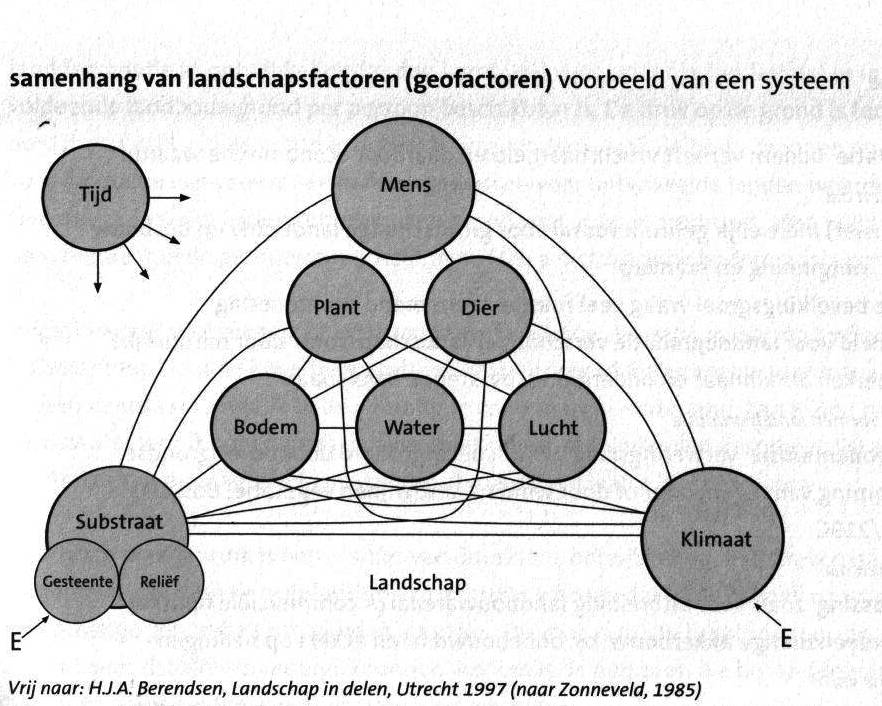 samenhang van landschapsfactoren (geofactoren) voorbeeld van een systeem
Tijd
Mens
Plant
Dier
Bodem
Water
Lucht
Substraat
Klimaat
Gesteente
Reliëf
Landschap
E
E
Vrij naar: H.J.A. Berendsen, Landschap in delen, Utrecht 1997 (naar Zonneveld, 1985)